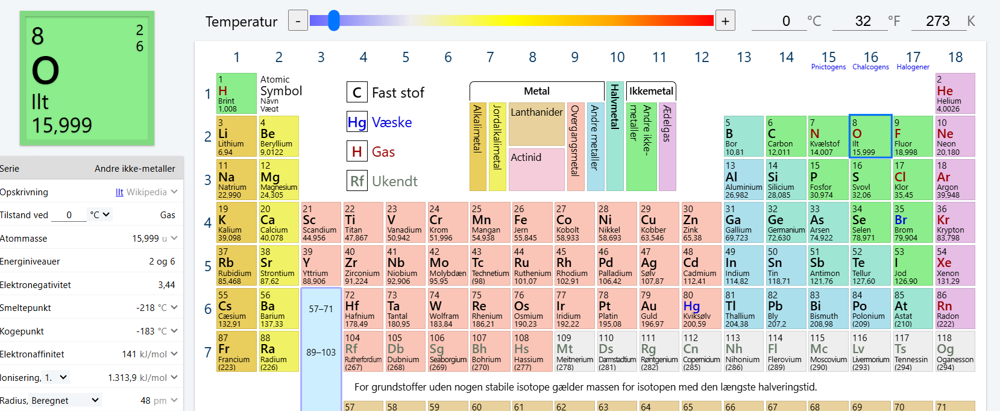 8
2
6
O
Ilt
15,999
Serie Andre ikke-metaller
Opskrivning Ilt Wikipedia
Tilstand ved 0 °C Gas
Atommasse 15,999 u
Energiniveauer 2 og 6
Elektronegativitet 3,44
Smeltepunkt -218 °C
Kogepunkt -183 °C
Elektronaffinitet 141 kJ/mol
Ionisering, 1. 1.313,9 kJ/mol
Radius, Beregnet 48 pm
Temperatur - + 0 °C 32 °F 273 K
1 2 3 4 5 6 7 8 9 10 11 12 13 14 15 16 17 18
Pnictogens Chalcogens Halogener
Atomic
Symbol
Navn
Vægt
C Fast stof
Hg Væske
H Gas
Rf Ukendt
Metal
Halvmetal
Ikkemetal
Alkalimetal
Jordalkalimetal
Lanthanider
Actinid
Overgangsmetal
Andre metaller
Andre ikke-
metaller
Ædelgas
1
1 2
H He
Brint Helium
1,008 4,0026
2
3 4 5 6 7 8 9 10
Li Be B C N O F Ne
Lithium Beryllium Bor Carbon Kvælstof Ilt Fluor Neon
6,94 9,0122 10,81 12,011 14,007 15,999 18,998 20,180
3
11 12 13 14 15 16 17 18
Na Mg Al Si P S Cl Ar
Natrium Magnesium Aluminium Silicium Fosfor Svovl Klor Argon
22,990 24,305 26,982 28,085 30,974 32,06 35,45 39,948
4
19 20 21 22 23 24 25 26 27 28 29 30 31 32 33 34 35 36
K Ca Sc Ti V Cr Mn Fe Co Ni Cu Zn Ga Ge As Se Br Kr
Kalium Calcium Scandium Titan Vanadium Krom Mangan Jern Kobolt Nikkel Kobber Zink Gallium Germanium Arsen Selen Brom Krypton
39,098 40,078 44,956 47,867 50,942 51,996 54,938 55,845 58,933 58,693 63,546 65,38 69,723 72,630 74,922 78,971 79,904 83,798
5
37 38 39 40 41 42 43 44 45 46 47 48 49 50 51 52 53 54
Rb Sr Y Zr Nb Mo Tc Ru Rh Pd Ag Cd In Sn Sb Te I Xe
Rubidium Strontium Yttrium Zirconium Niobium Molybdæn Technetium Ruthenium Rhodium Palladium Sølv Cadmium Indium Tin Antimon Tellur Jod Xenon
85,468 87,62 88,906 91,224 92,906 95,95 (98) 101,07 102,91 106,42 107,87 112,41 114,82 118,71 121,76 127,60 126,90 131,29
6
55 56 57–71 72 73 74 75 76 77 78 79 80 81 82 83 84 85 86
Cs Ba Hf Ta W Re Os Ir Pt Au Hg Tl Pb Bi Po At Rn
Cæsium Barium Hafnium Tantal Wolfram Rhenium Osmium Iridium Platin Guld Kviksølv Thallium Bly Bismuth Polonium Astat Radon
132,91 137,33 178,49 180,95 183,84 186,21 190,23 192,22 195,08 196,97 200,59 204,38 207,2 208,98 (209) (210) (222)
7
87 88 89–103 104 105 106 107 108 109 110 111 112 113 114 115 116 117 118
Fr Ra Rf Db Sg Bh Hs Mt Ds Rg Cn Nh Fl Mc Lv Ts Og
Francium Radium Rutherfordium Dubnium Seaborgium Bohrium Hassium Meitnerium Darmstadtium Røntgenium Copernicium Nihonium Flerovium Moscovium Livermorium Tennessin Oganesson
(223) (226) (267) (268) (269) (270) (277) (278) (281) (282) (285) (286) (289) (290) (293) (294) (294)
For grundstoffer uden nogen stabile isotope gælder massen for isotopen med den længste halveringstid.
57 58 59 60 61 62 63 64 65 66 67 68 69 70 71